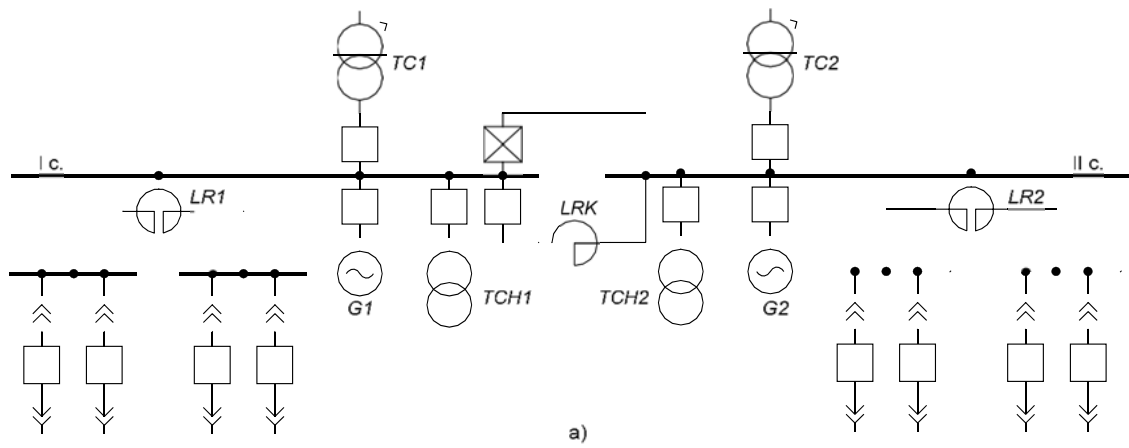 TC1
TC2
I c.
II c.
LR1
LRK
LR2
G1
TCH1
TCH2
G2
a)